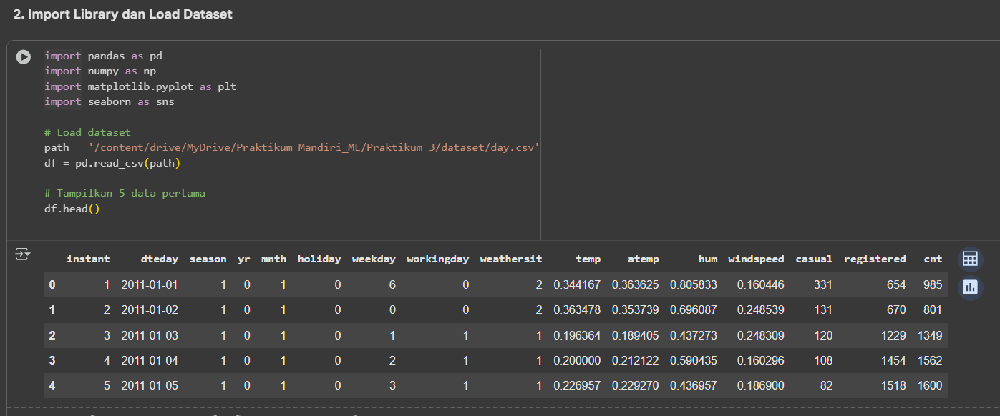 2. Import Library dan Load Dataset
import pandas as pd
import numpy as np
import matplotlib.pyplot as plt
import seaborn as sns
# Load dataset
path = '/content/drive/MyDrive/Praktikum Mandiri_ML/Praktikum 3/dataset/day.csv'
df = pd.read_csv(path)
# Tampilkan 5 data pertama
df.head()
instant dteday season yr mnth holiday weekday workingday weathersit temp atemp hum windspeed casual registered cnt
0 1 2011-01-01 1 0 1 0 6 0 2 0.344167 0.363625 0.805833 0.160446 331 654 985
1 2 2011-01-02 1 0 1 0 0 0 2 0.363478 0.353739 0.696087 0.248539 131 670 801
2 3 2011-01-03 1 0 1 0 1 1 1 0.196364 0.189405 0.437273 0.248309 120 1229 1349
3 4 2011-01-04 1 0 1 0 2 1 1 0.200000 0.212122 0.590435 0.160296 108 1454 1562
4 5 2011-01-05 1 0 1 0 3 1 1 0.226957 0.229270 0.436957 0.186900 82 1518 1600